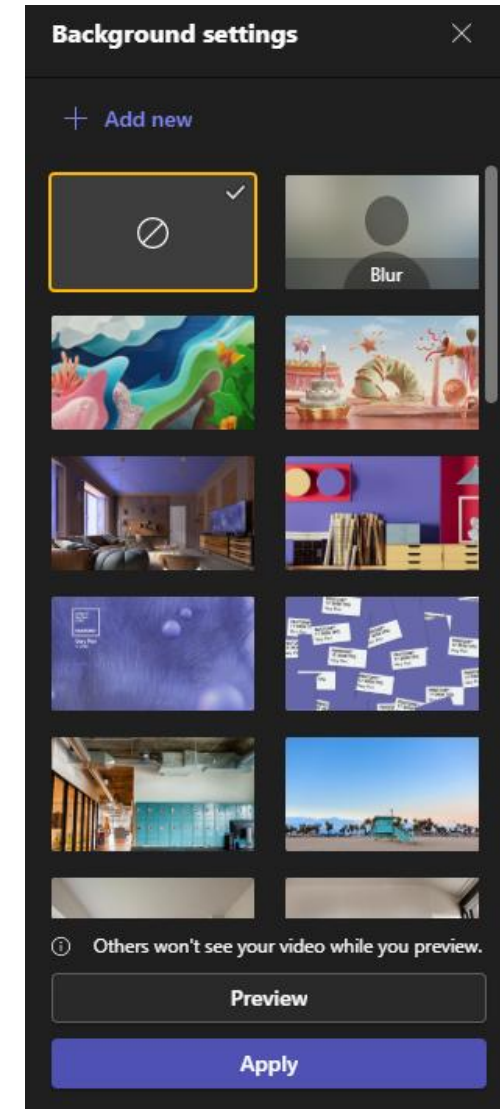 Background settings
Add new
Blur
Others won't see your video while you preview.
Preview
Apply